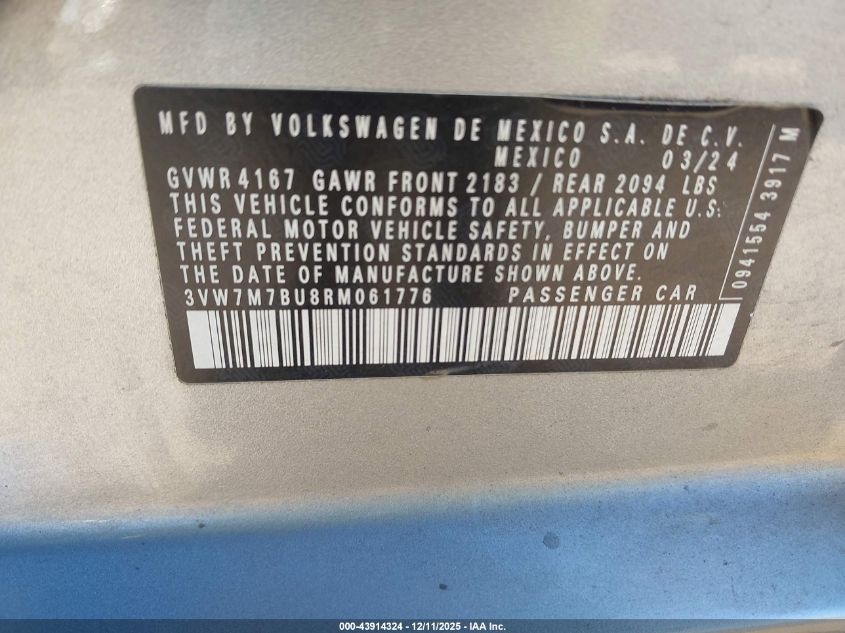 MFD BY VOLKSWAGEN DE MEXICO S.A. DE C.V.
MEXICO 03/24
GVWR 4167 GAWR FRONT 2183 / REAR 2094 LBS
THIS VEHICLE CONFORMS TO ALL APPLICABLE U.S.
FEDERAL MOTOR VEHICLE SAFETY, BUMPER AND
THEFT PREVENTION STANDARDS IN EFFECT ON
THE DATE OF MANUFACTURE SHOWN ABOVE.
3VW7M7BU8RM061776 PASSENGER CAR
0941554 3917 M
000-43914324 - 12/11/2025 - IAA Inc.